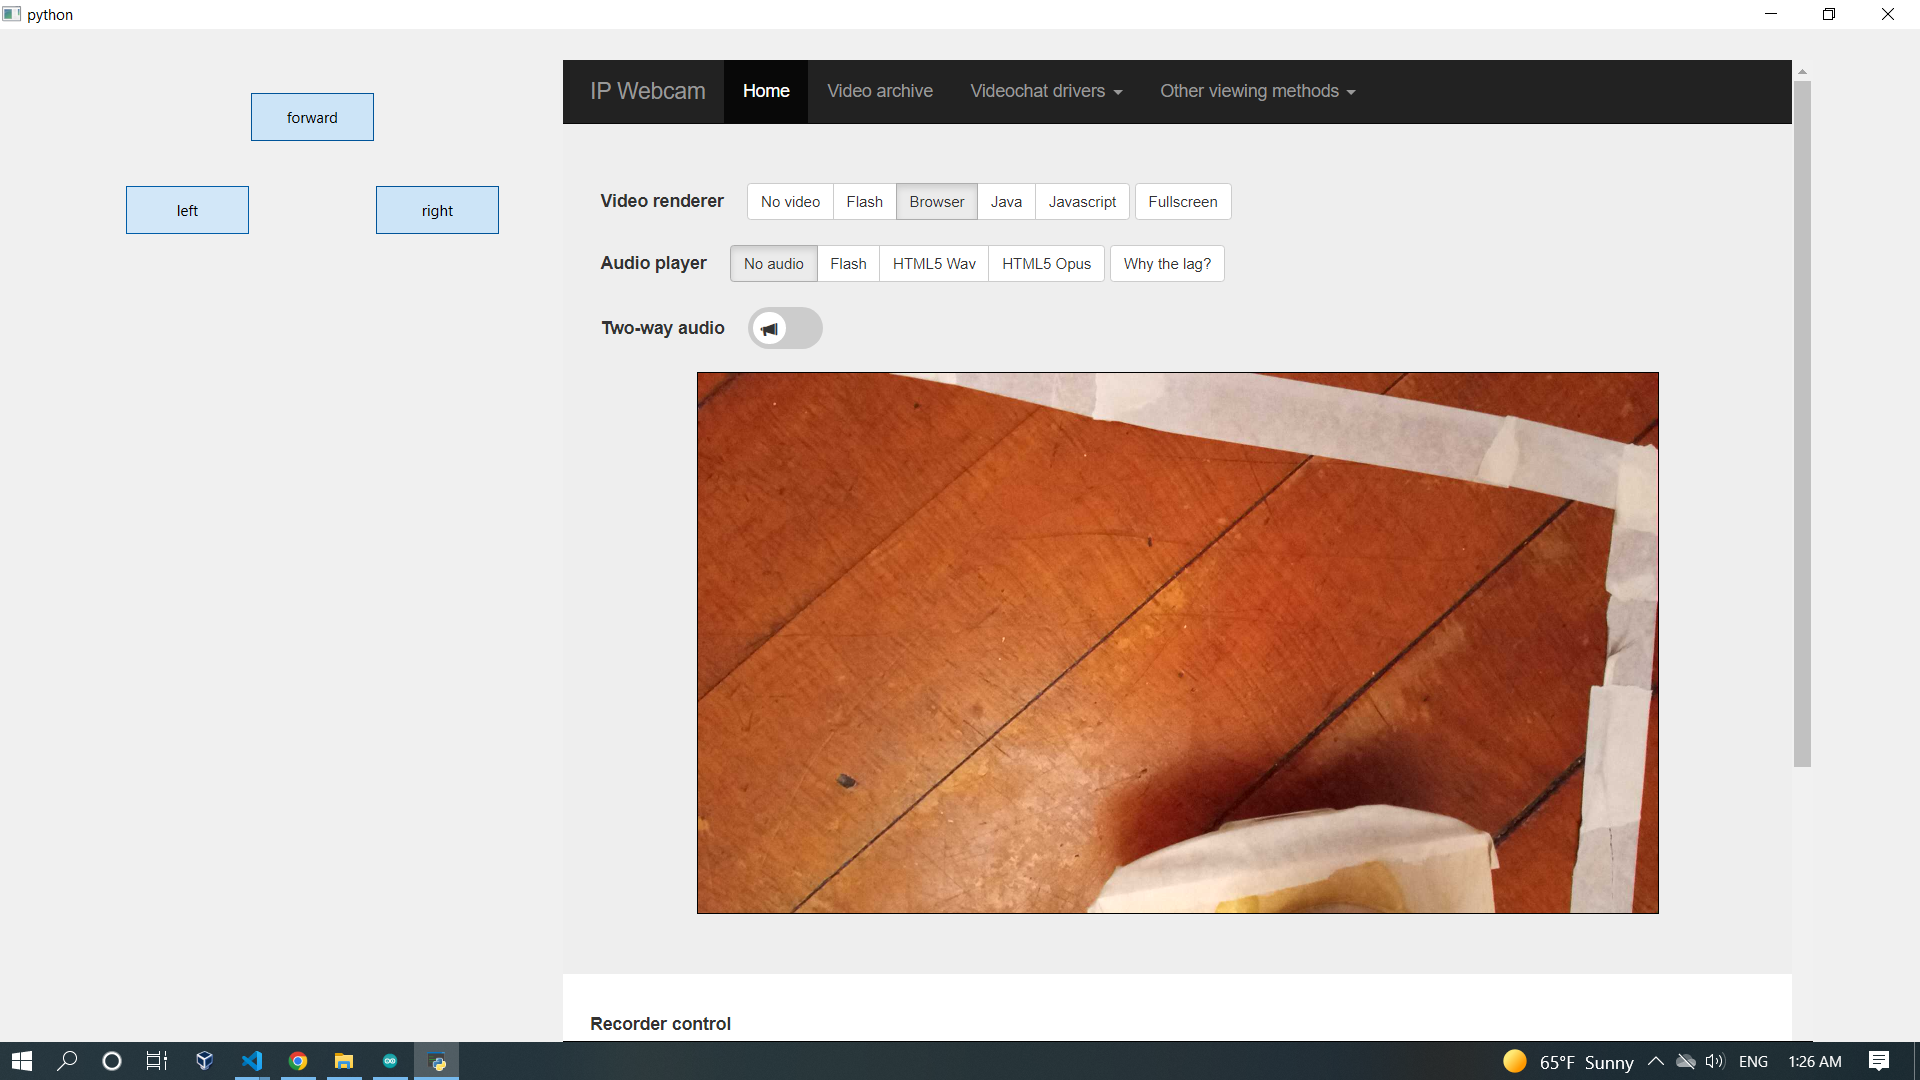 python
forward
left
right
IP Webcam Home Video archive Videochat drivers Other viewing methods
Video renderer No video Flash Browser Java Javascript Fullscreen
Audio player No audio Flash HTML5 Wav HTML5 Opus Why the lag?
Two-way audio
Recorder control
65°F Sunny ENG 1:26 AM